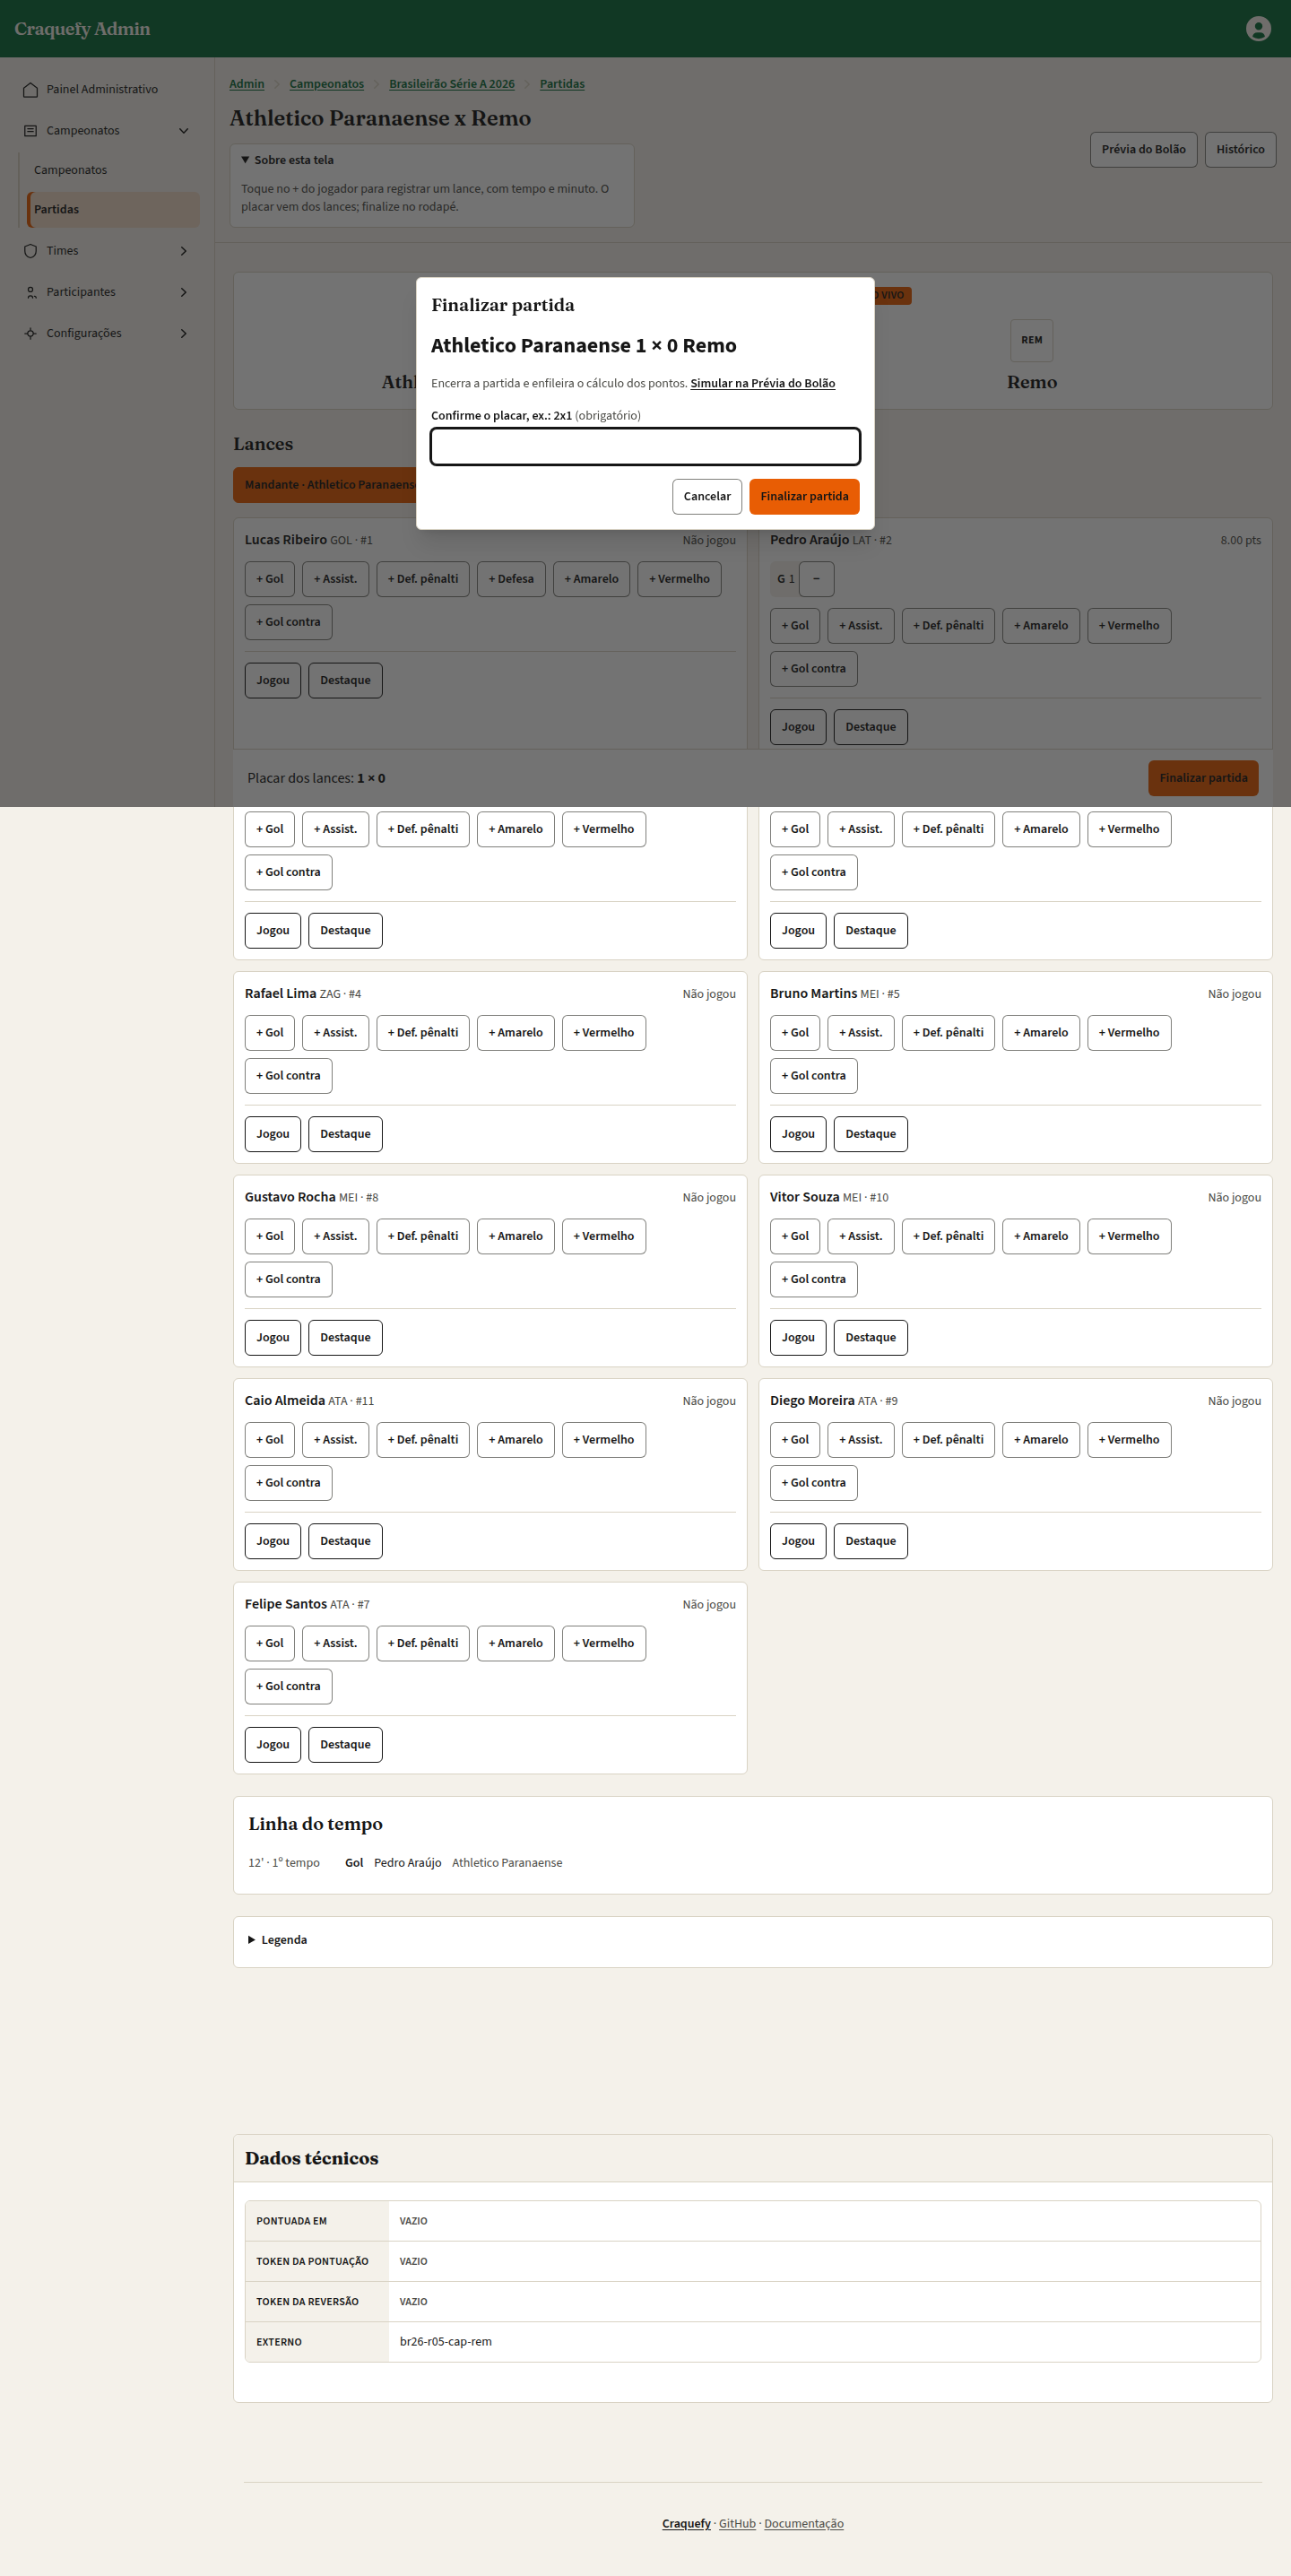 Craquefy Admin
Painel Administrativo
Campeonatos
Campeonatos
Partidas
Times
Participantes
Configurações
Admin > Campeonatos > Brasileirão Série A 2026 > Partidas
Athletico Paranaense x Remo
▼ Sobre esta tela
Toque no + do jogador para registrar um lance, com tempo e minuto. O
placar vem dos lances; finalize no rodapé.
Prévia do Bolão
Histórico
VIVO
REM
Remo
Finalizar partida
Athletico Paranaense 1 × 0 Remo
Encerra a partida e enfileira o cálculo dos pontos. Simular na Prévia do Bolão
Confirme o placar, ex.: 2x1 (obrigatório)
Cancelar
Finalizar partida
Lances
Mandante · Athletico Paranaens
Lucas Ribeiro GOL · #1
Não jogou
+ Gol + Assist. + Def. pênalti + Defesa + Amarelo + Vermelho
+ Gol contra
Jogou Destaque
Pedro Araújo LAT · #2
8.00 pts
G 1 −
+ Gol + Assist. + Def. pênalti + Amarelo + Vermelho
+ Gol contra
Jogou Destaque
Placar dos lances: 1 × 0
Finalizar partida
+ Gol + Assist. + Def. pênalti + Amarelo + Vermelho
+ Gol contra
Jogou Destaque
+ Gol + Assist. + Def. pênalti + Amarelo + Vermelho
+ Gol contra
Jogou Destaque
Rafael Lima ZAG · #4
Não jogou
+ Gol + Assist. + Def. pênalti + Amarelo + Vermelho
+ Gol contra
Jogou Destaque
Bruno Martins MEI · #5
Não jogou
+ Gol + Assist. + Def. pênalti + Amarelo + Vermelho
+ Gol contra
Jogou Destaque
Gustavo Rocha MEI · #8
Não jogou
+ Gol + Assist. + Def. pênalti + Amarelo + Vermelho
+ Gol contra
Jogou Destaque
Vitor Souza MEI · #10
Não jogou
+ Gol + Assist. + Def. pênalti + Amarelo + Vermelho
+ Gol contra
Jogou Destaque
Caio Almeida ATA · #11
Não jogou
+ Gol + Assist. + Def. pênalti + Amarelo + Vermelho
+ Gol contra
Jogou Destaque
Diego Moreira ATA · #9
Não jogou
+ Gol + Assist. + Def. pênalti + Amarelo + Vermelho
+ Gol contra
Jogou Destaque
Felipe Santos ATA · #7
Não jogou
+ Gol + Assist. + Def. pênalti + Amarelo + Vermelho
+ Gol contra
Jogou Destaque
Linha do tempo
12' · 1º tempo Gol Pedro Araújo Athletico Paranaense
▶ Legenda
Dados técnicos
PONTUADA EM VAZIO
TOKEN DA PONTUAÇÃO VAZIO
TOKEN DA REVERSÃO VAZIO
EXTERNO br26-r05-cap-rem
Craquefy · GitHub · Documentação